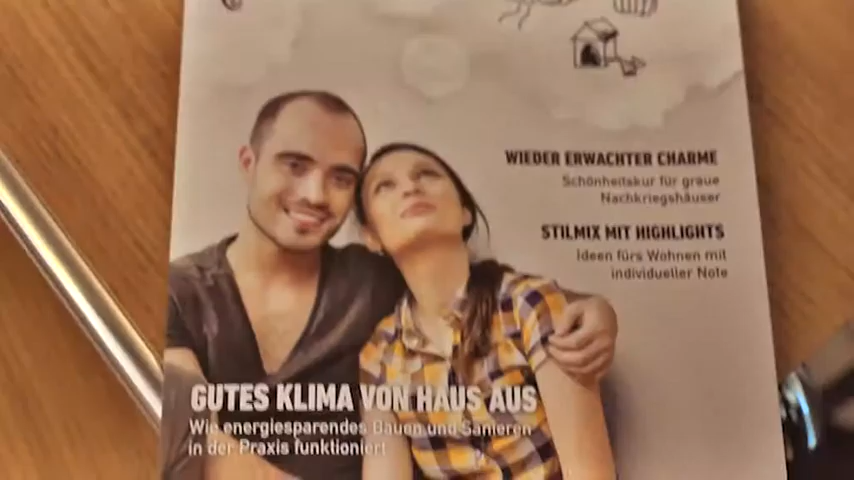 WIEDER ERWACHTER CHARME
Schönheitskur für graue
Nachkriegshäuser
STILMIX MIT HIGHLIGHTS
Ideen fürs Wohnen mit
individueller Note
GUTES KLIMA VON HAUS AUS
Wie energiesparendes Bauen und Sanieren
in der Praxis funktioniert